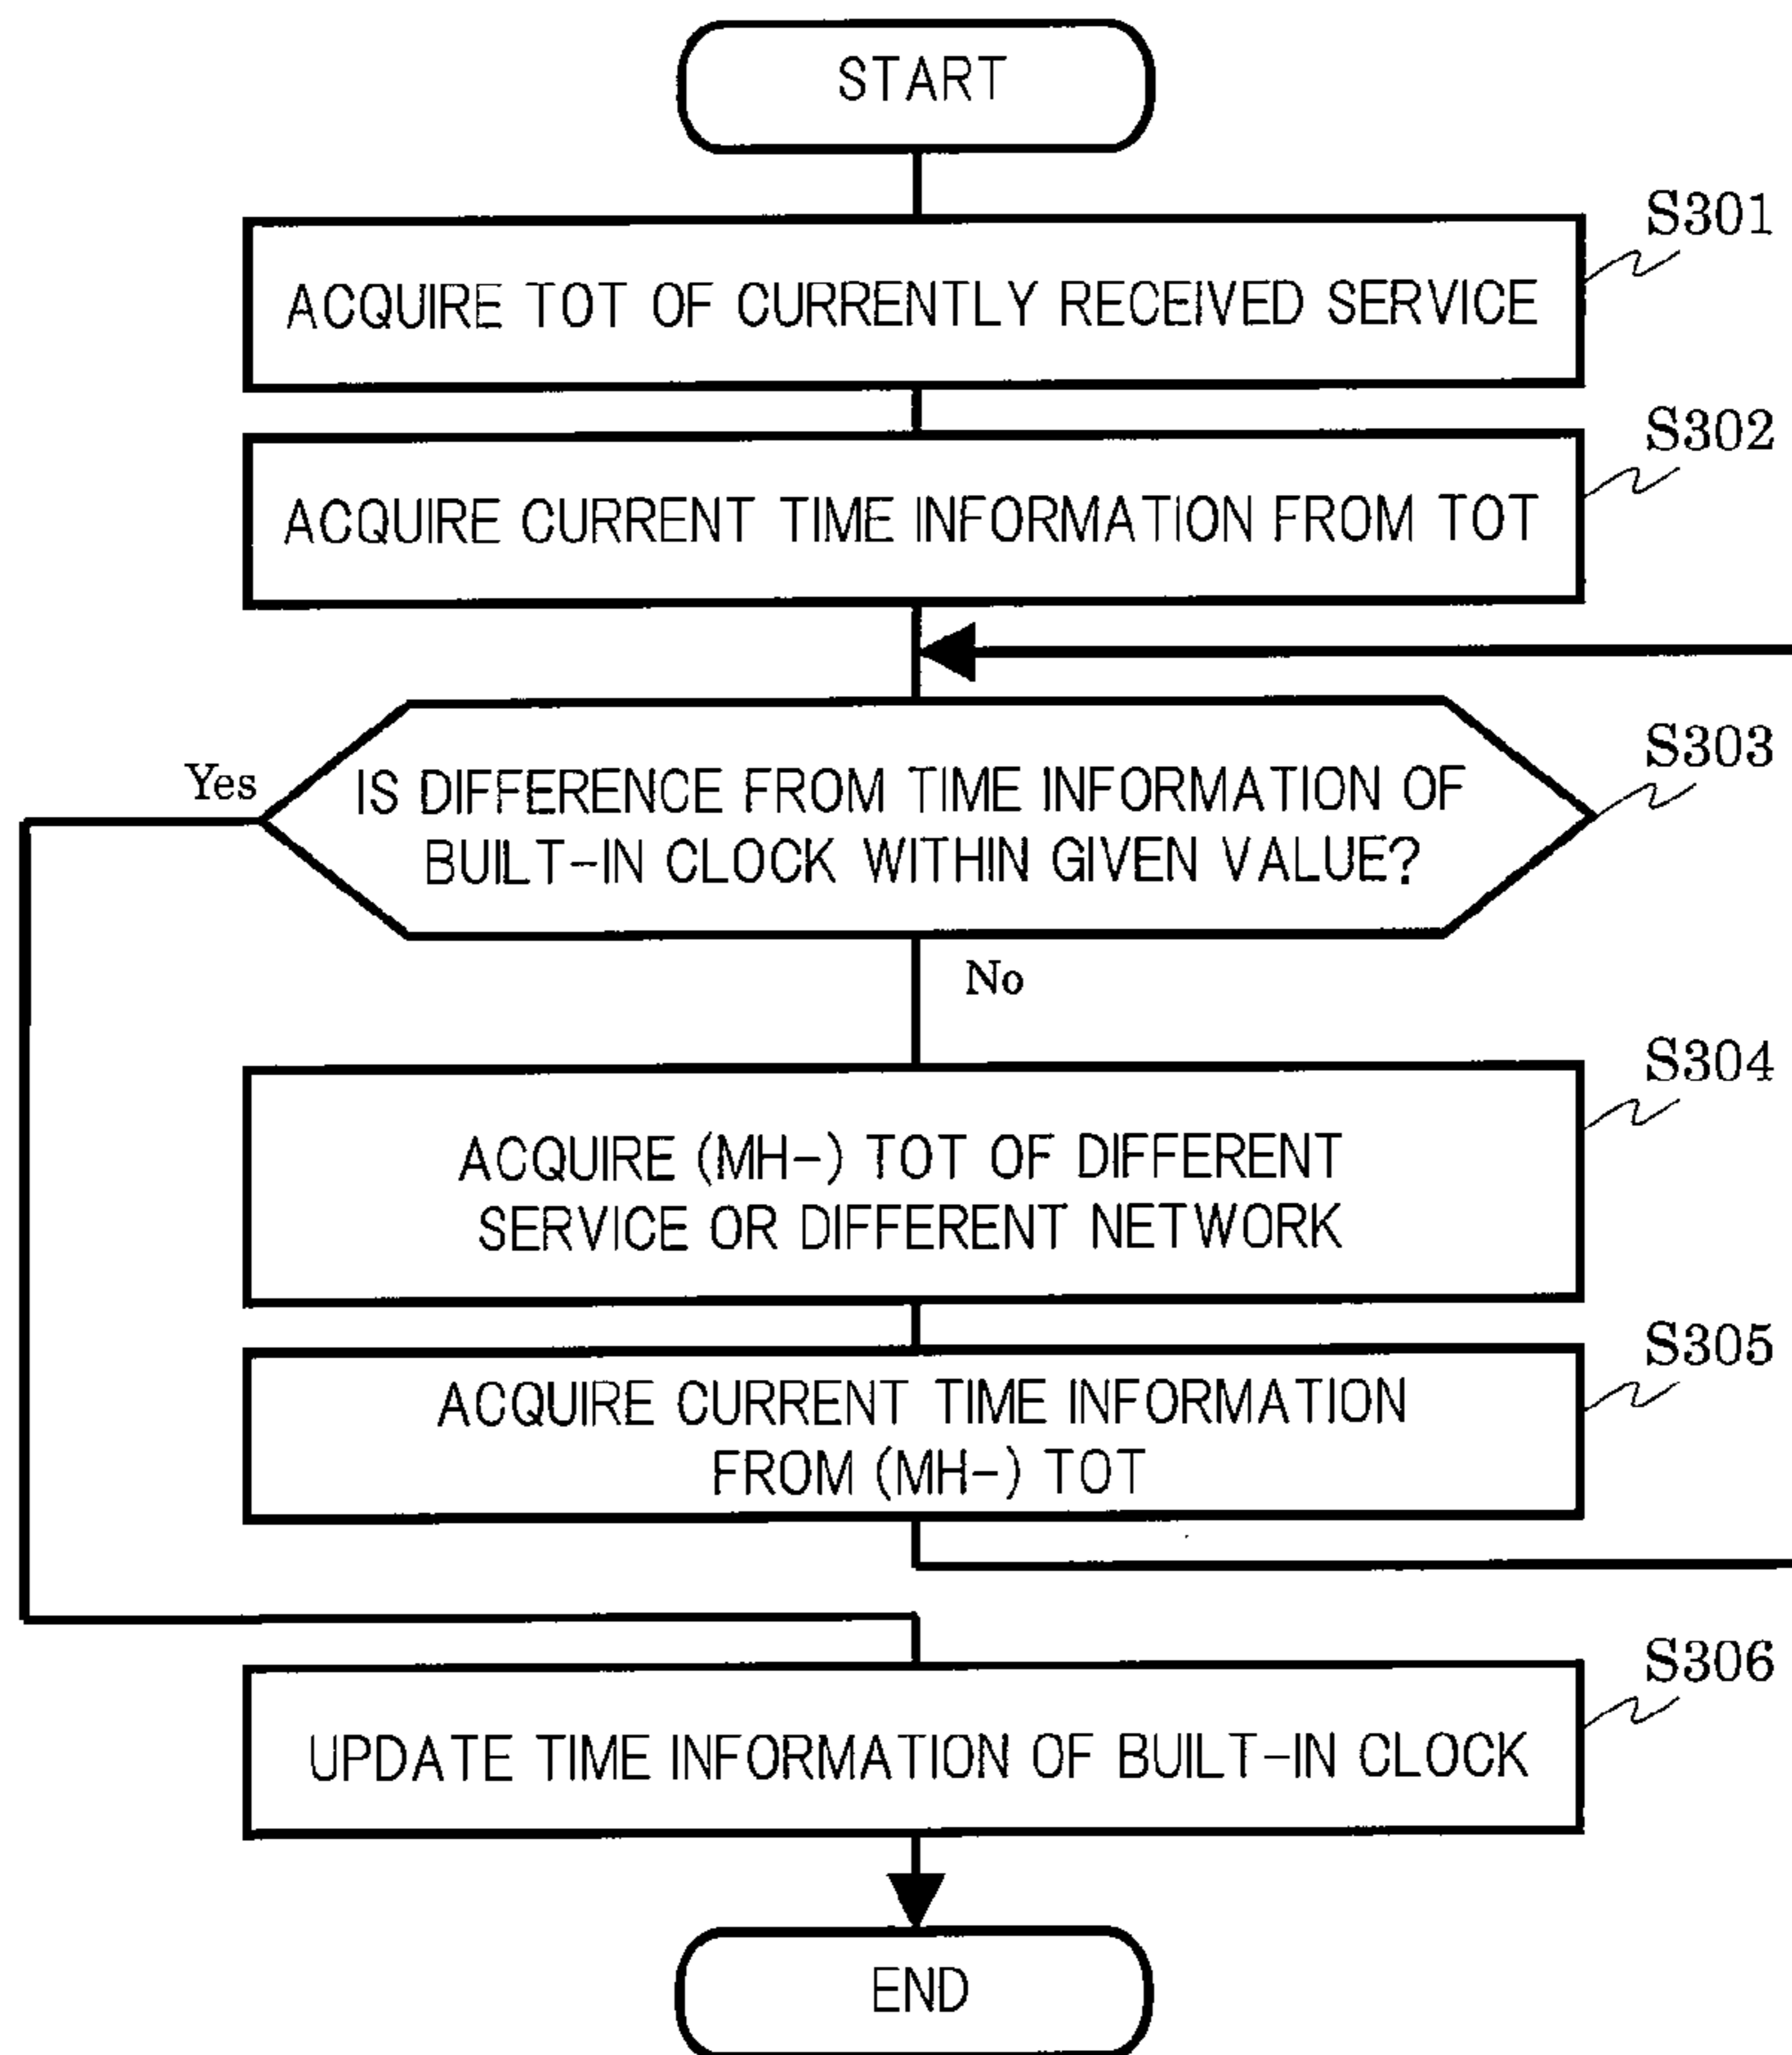 START
S301
ACQUIRE TOT OF CURRENTLY RECEIVED SERVICE
S302
ACQUIRE CURRENT TIME INFORMATION FROM TOT
S303
Yes
IS DIFFERENCE FROM TIME INFORMATION OF
BUILT-IN CLOCK WITHIN GIVEN VALUE?
No
S304
ACQUIRE (MH-) TOT OF DIFFERENT
SERVICE OR DIFFERENT NETWORK
S305
ACQUIRE CURRENT TIME INFORMATION
FROM (MH-) TOT
S306
UPDATE TIME INFORMATION OF BUILT-IN CLOCK
END